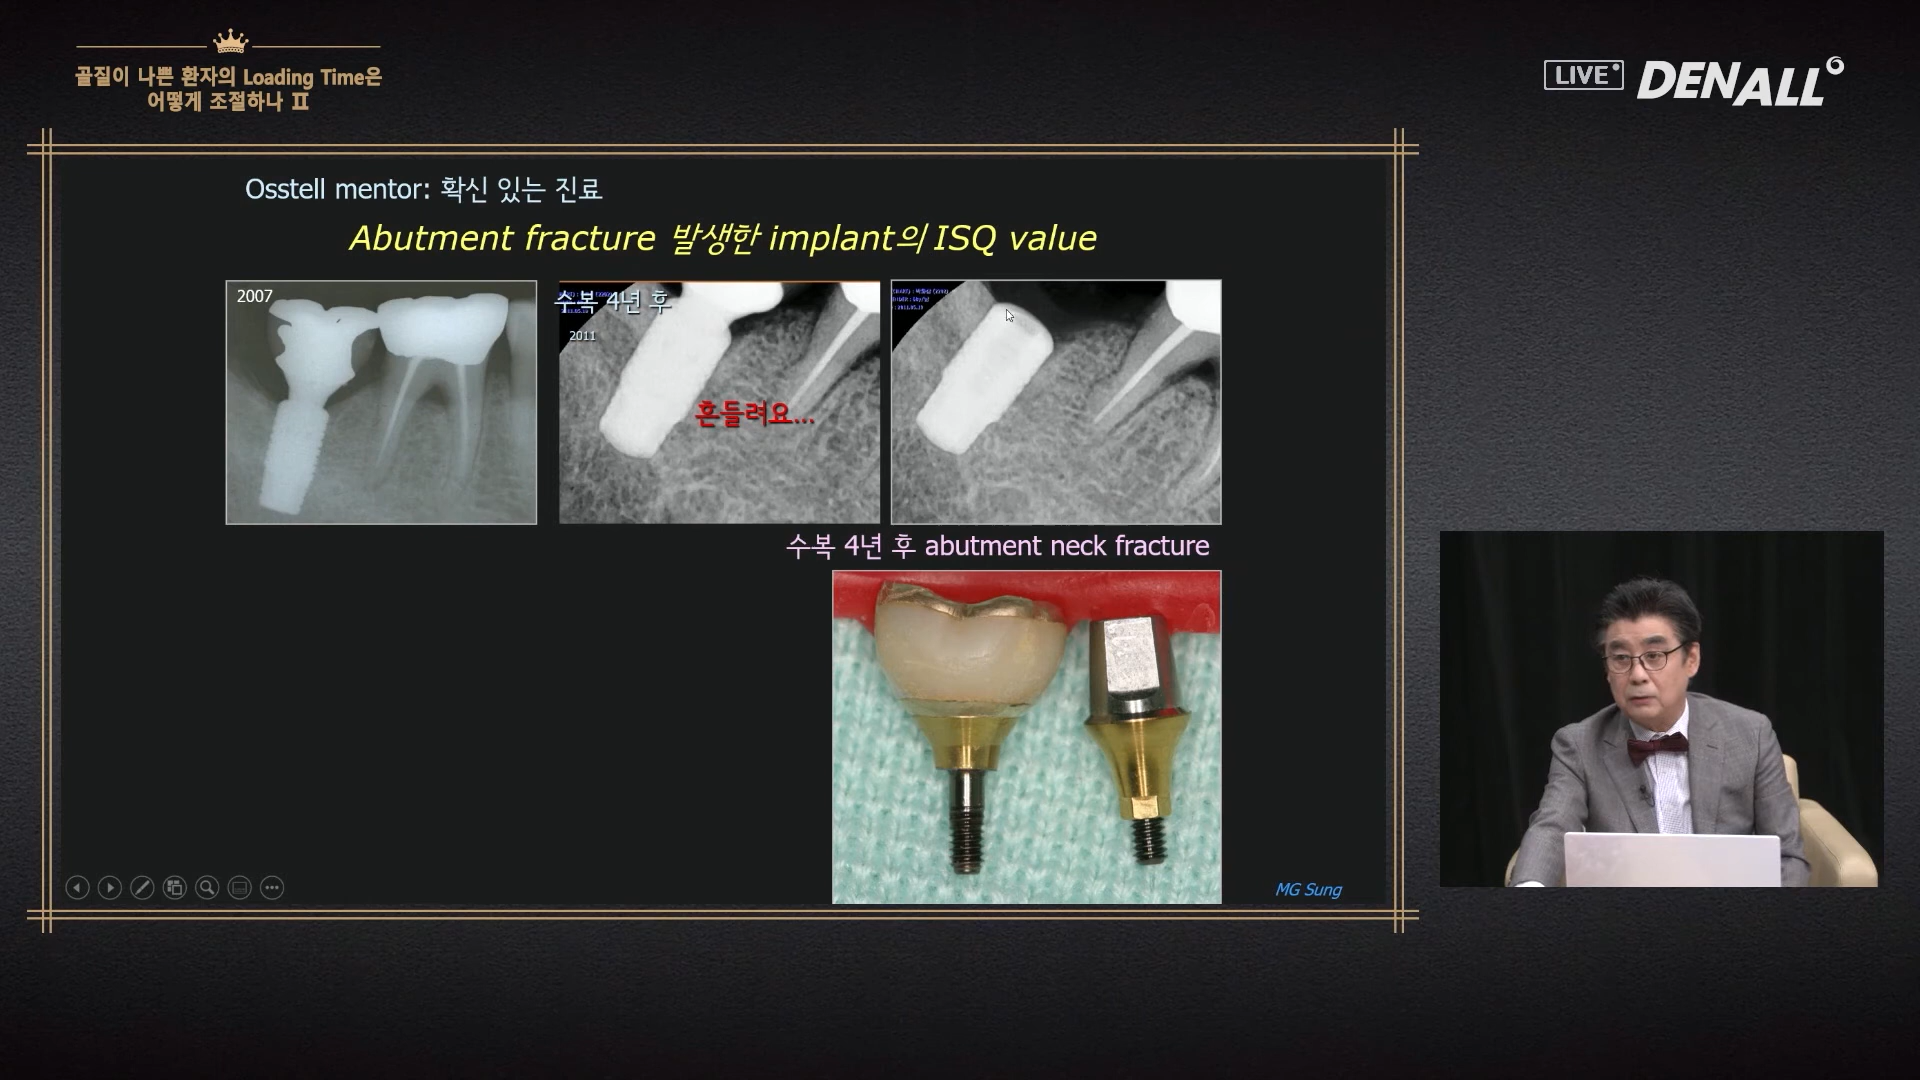 골질이 나쁜 환자의 Loading Time은
어떻게 조절하나 Ⅱ
LIVE
DENALL
Osstell mentor: 확신 있는 진료
Abutment fracture 발생한 implant의 ISQ value
2007
수복 4년 후
2011
흔들려요...
수복 4년 후 abutment neck fracture
MG Sung